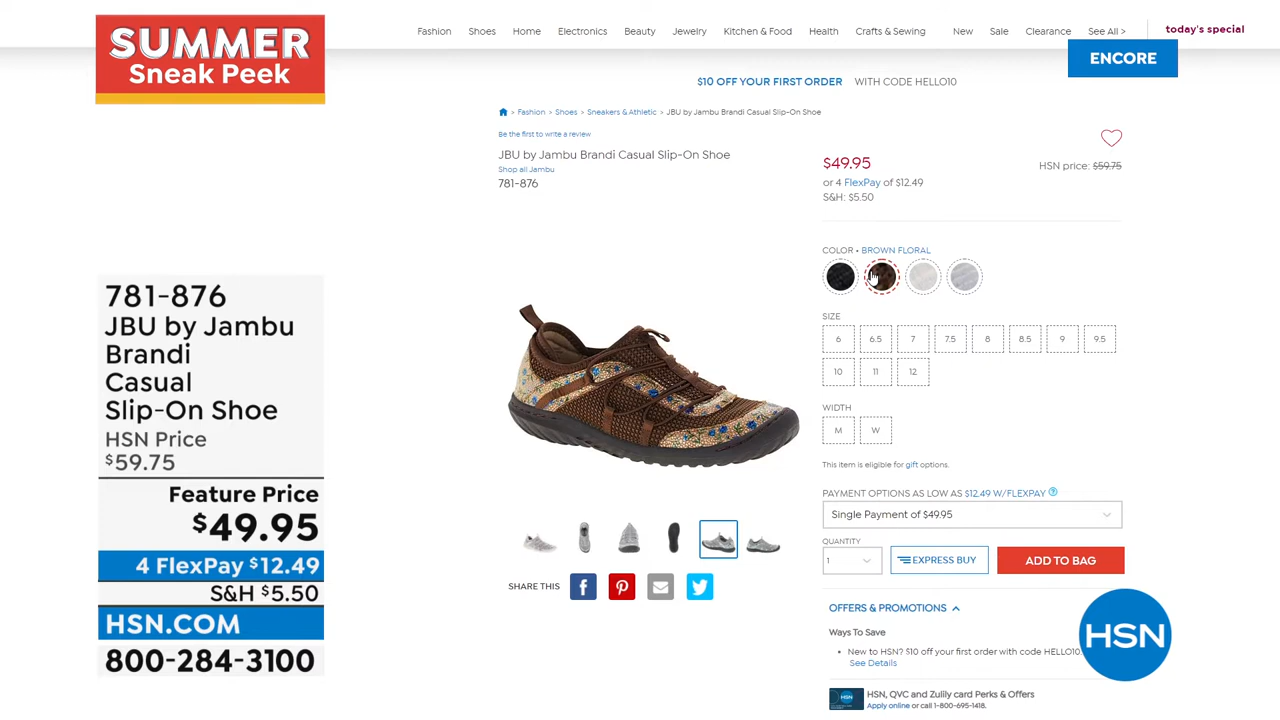 SUMMER
Sneak Peek
Fashion Shoes Home Electronics Beauty Jewelry Kitchen & Food Health Crafts & Sewing New Sale Clearance See All > today's special
ENCORE
$10 OFF YOUR FIRST ORDER WITH CODE HELLO10
> Fashion > Shoes > Sneakers & Athletic > JBU by Jambu Brandi Casual Slip-On Shoe
Be the first to write a review
JBU by Jambu Brandi Casual Slip-On Shoe
Shop all Jambu
781-876
$49.95
HSN price: $59.75
or 4 FlexPay of $12.49
S&H: $5.50
COLOR • BROWN FLORAL
SIZE
6 6.5 7 7.5 8 8.5 9 9.5
10 11 12
WIDTH
M W
This item is eligible for gift options.
PAYMENT OPTIONS AS LOW AS $12.49 W/FLEXPAY ?
Single Payment of $49.95
QUANTITY
1 EXPRESS BUY ADD TO BAG
SHARE THIS
OFFERS & PROMOTIONS
Ways To Save
• New to HSN? $10 off your first order with code HELLO10.
See Details
HSN, QVC and Zulily card Perks & Offers
Apply online or call 1-800-695-1418.
781-876
JBU by Jambu
Brandi
Casual
Slip-On Shoe
HSN Price
$59.75
Feature Price
$49.95
4 FlexPay $12.49
S&H $5.50
HSN.COM
800-284-3100
HSN